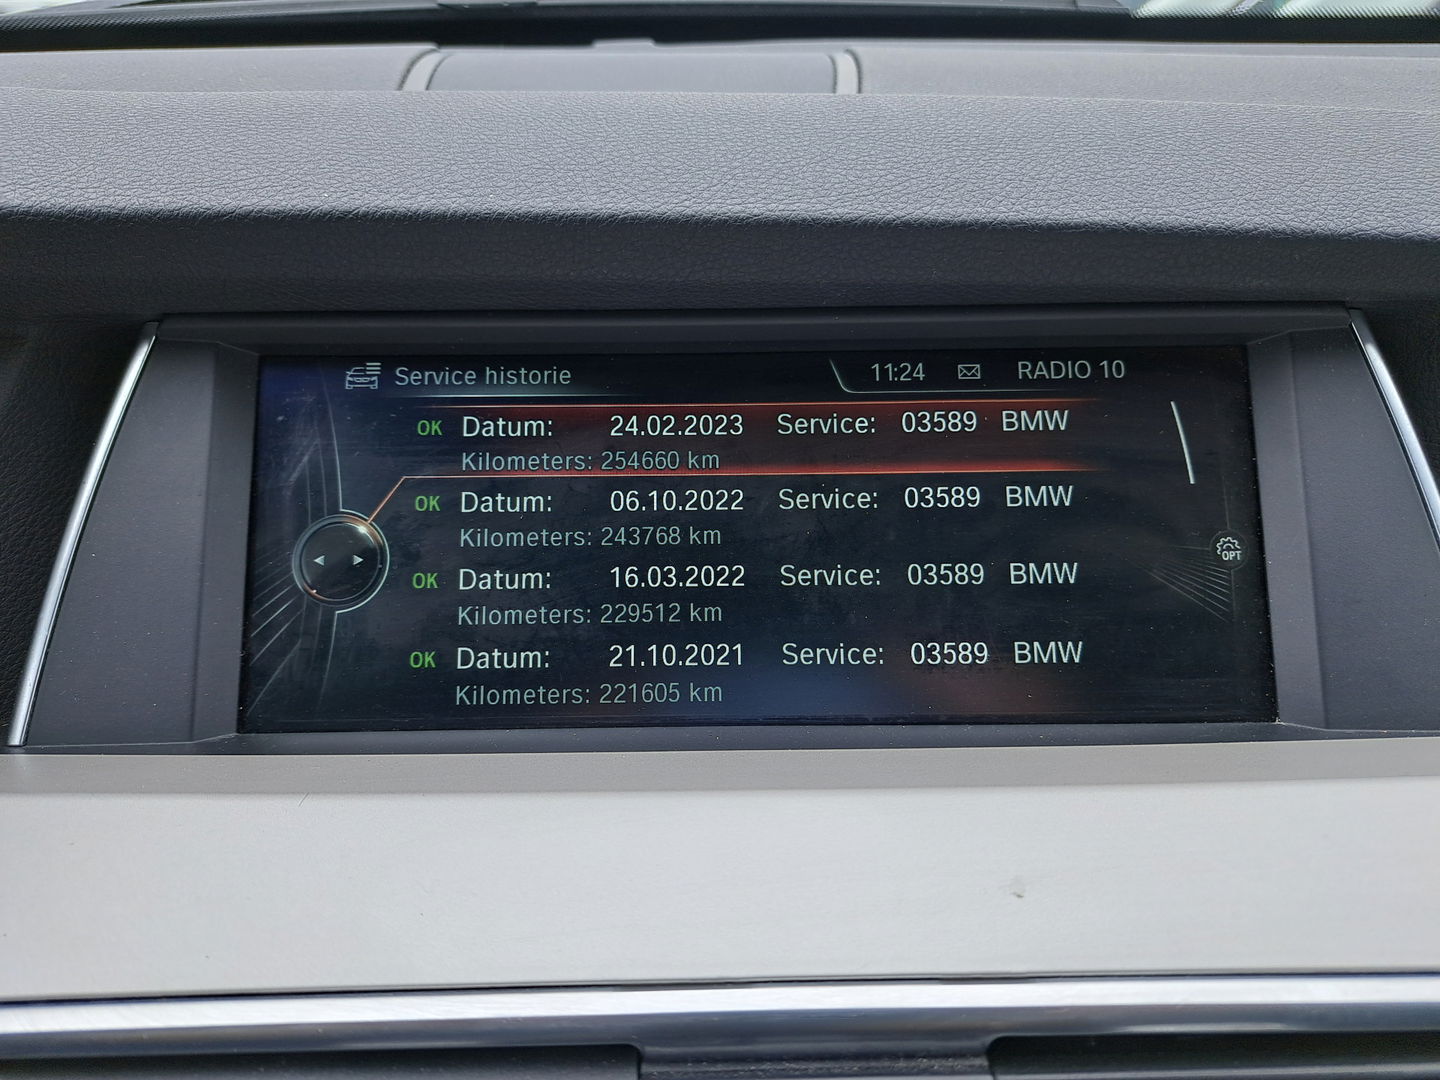 Service historie 11:24 RADIO 10
OK Datum: 24.02.2023 Service: 03589 BMW
Kilometers: 254660 km
OK Datum: 06.10.2022 Service: 03589 BMW
Kilometers: 243768 km
OK Datum: 16.03.2022 Service: 03589 BMW
Kilometers: 229512 km
OPT
OK Datum: 21.10.2021 Service: 03589 BMW
Kilometers: 221605 km